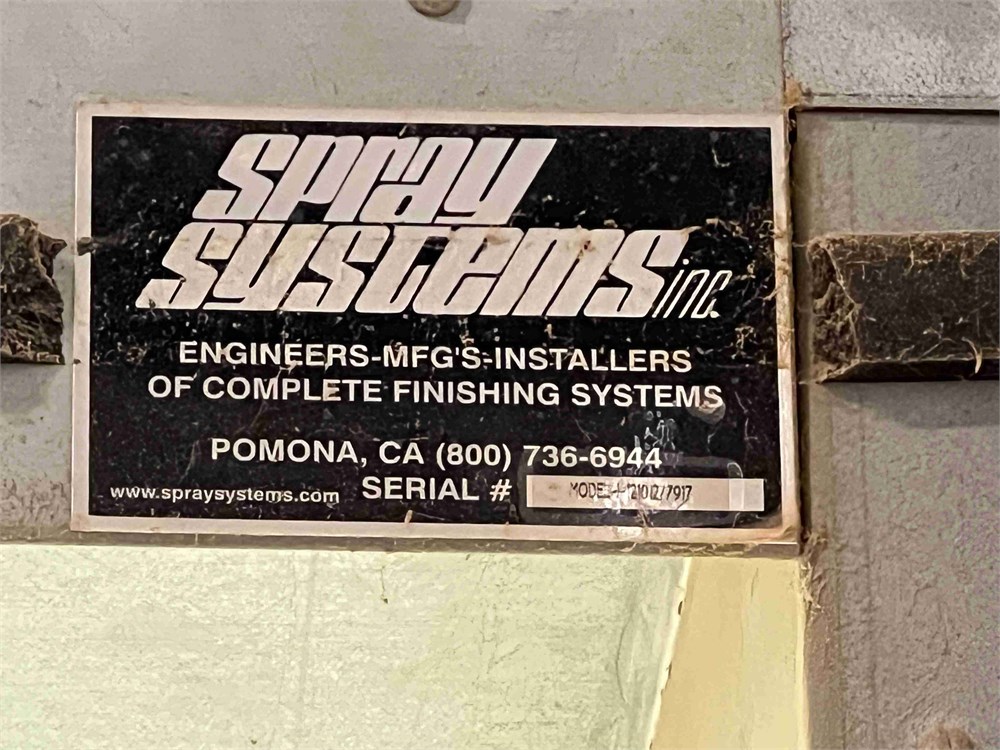 spray
systems inc.
ENGINEERS-MFG'S-INSTALLERS
OF COMPLETE FINISHING SYSTEMS
POMONA, CA (800) 736-6944
www.spraysystems.com SERIAL #